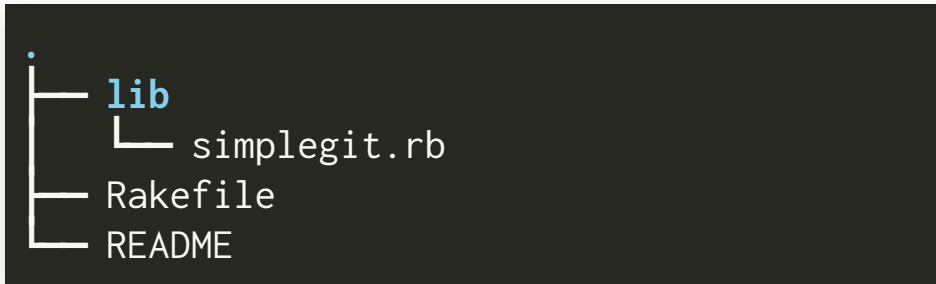 .
├── lib
│   └── simplegit.rb
├── Rakefile
└── README